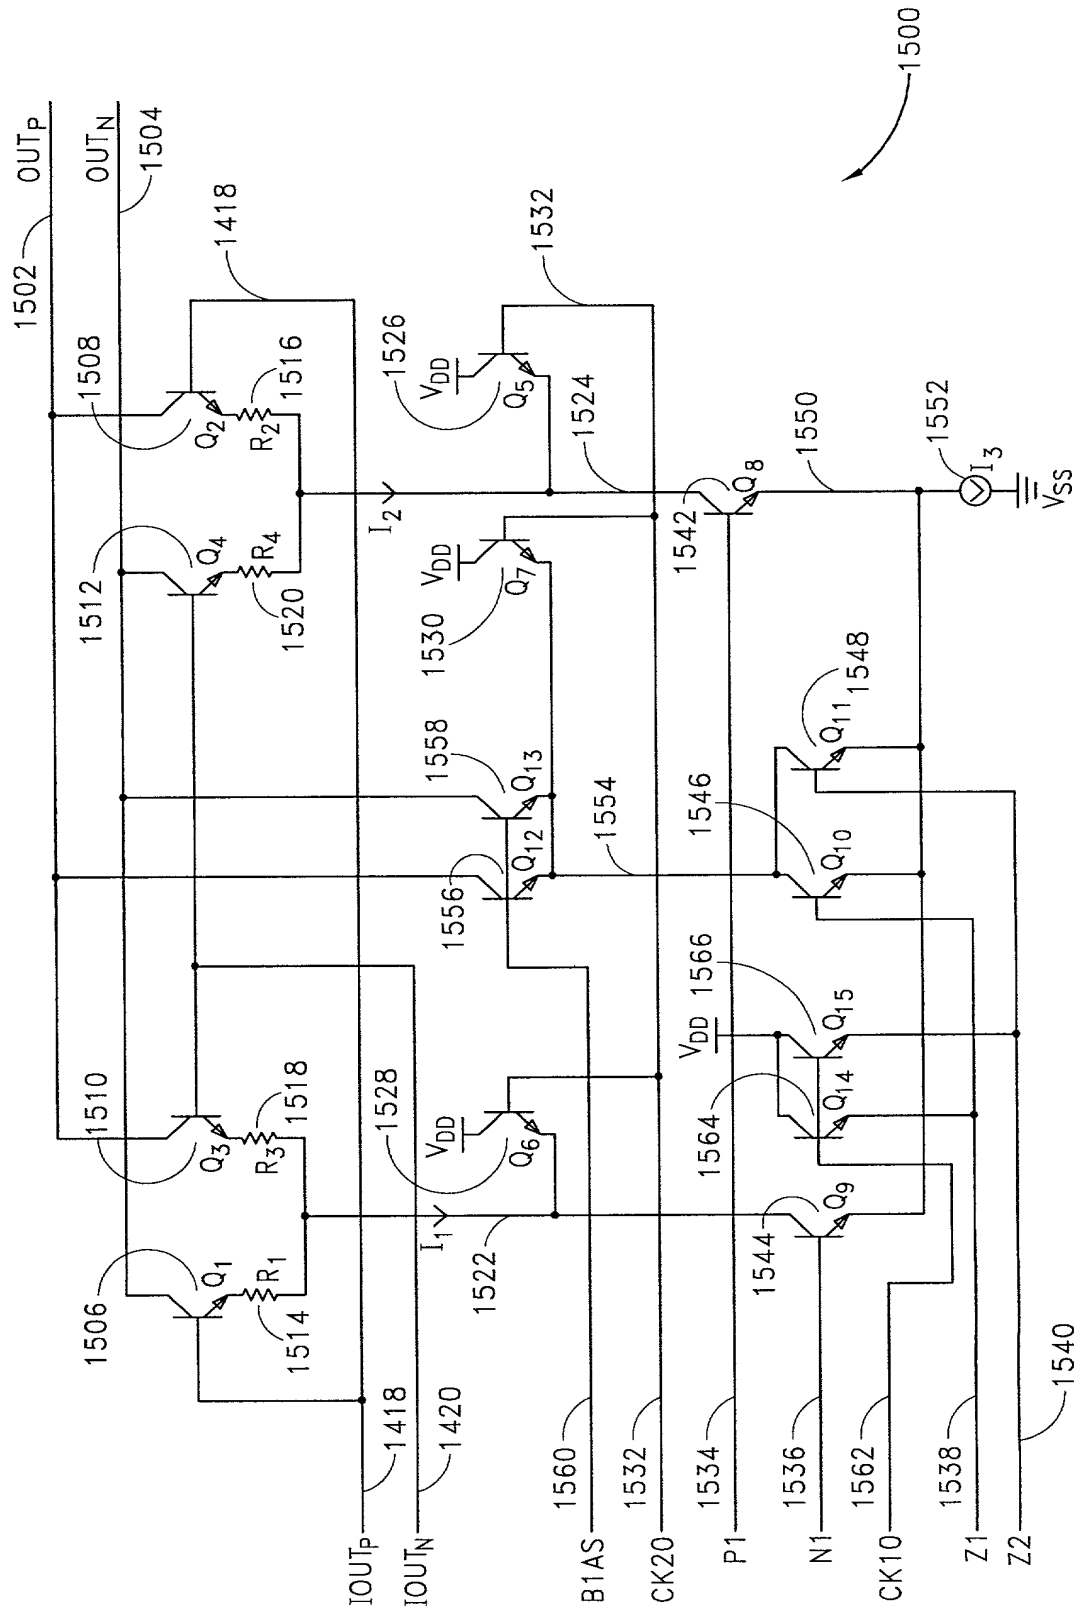 1500
1502
OUTP
OUTN
1504
1508
1418
Q2
R2
1516
1512
Q4
R4
1520
1510
Q3
R3
1518
1506
Q1
R1
1514
I2
1532
1526
VDD
Q5
1524
VDD
Q7
1530
1558
Q13
1556
Q12
1554
1528
VDD
Q6
I1
1522
IOUTP
1418
IOUTN
1420
B1AS
1560
CK20
1532
P1
1534
1542
Q8
1550
1552
I3
VSS
1548
Q11
1546
Q10
1566
VDD
Q15
1564
Q14
1544
Q9
N1
1536
CK10
1562
Z1
1538
Z2
1540